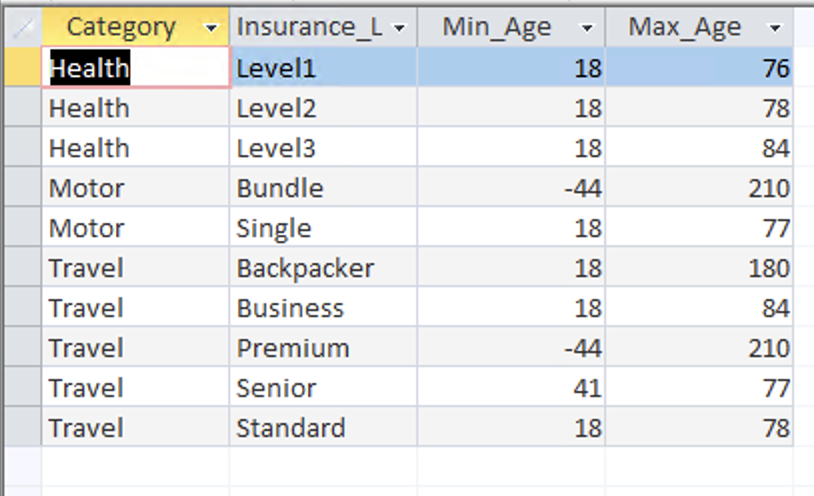 Category Insurance_L Min_Age Max_Age
Health Level1 18 76
Health Level2 18 78
Health Level3 18 84
Motor Bundle -44 210
Motor Single 18 77
Travel Backpacker 18 180
Travel Business 18 84
Travel Premium -44 210
Travel Senior 41 77
Travel Standard 18 78